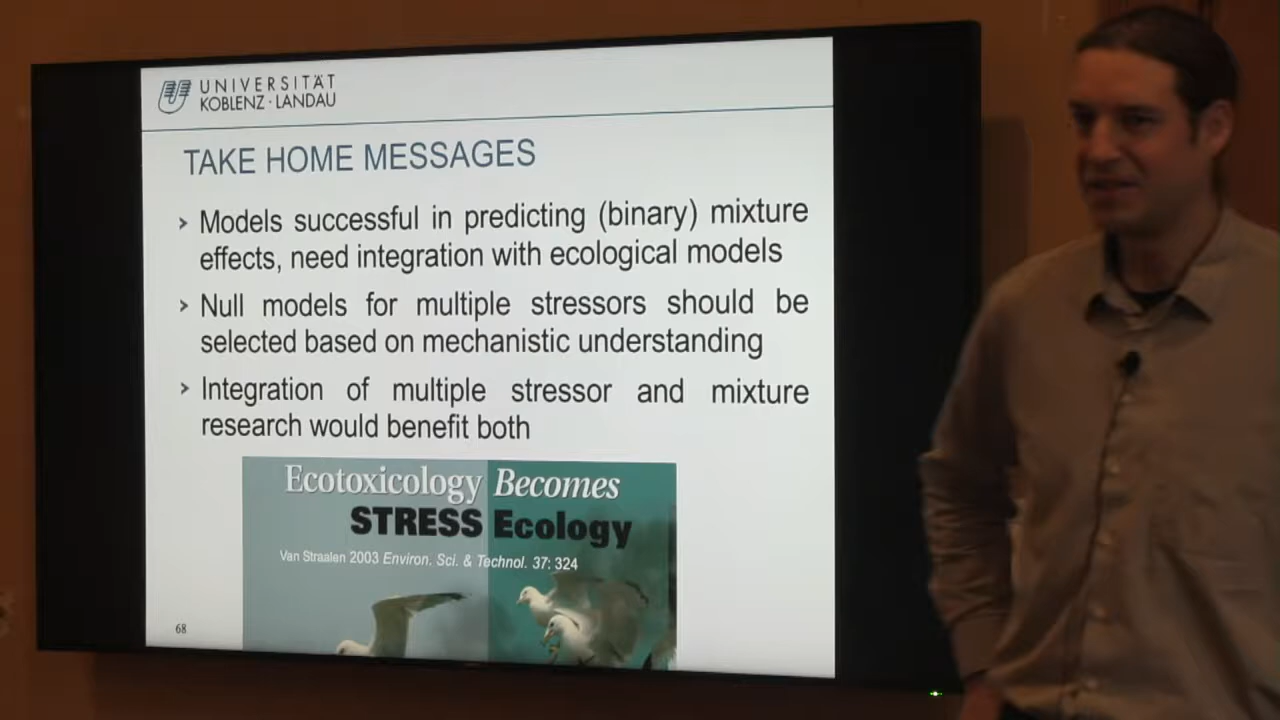 UNIVERSITÄT
KOBLENZ · LANDAU
TAKE HOME MESSAGES
› Models successful in predicting (binary) mixture
effects, need integration with ecological models
› Null models for multiple stressors should be
selected based on mechanistic understanding
› Integration of multiple stressor and mixture
research would benefit both
Ecotoxicology Becomes
STRESS Ecology
Van Straalen 2003 Environ. Sci. & Technol. 37: 324
68